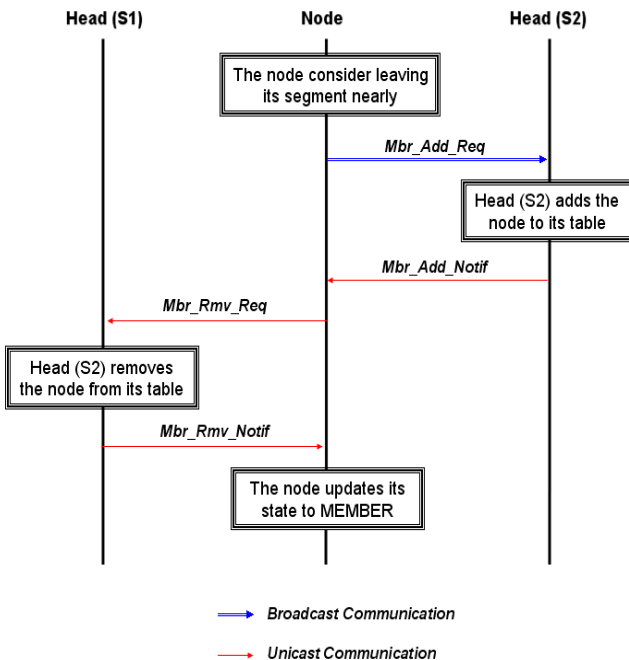 Head (S1)
Node
Head (S2)
The node consider leaving
its segment nearly
Mbr_Add_Req
Head (S2) adds the
node to its table
Mbr_Add_Notif
Mbr_Rmv_Req
Head (S2) removes
the node from its table
Mbr_Rmv_Notif
The node updates its
state to MEMBER
Broadcast Communication
Unicast Communication